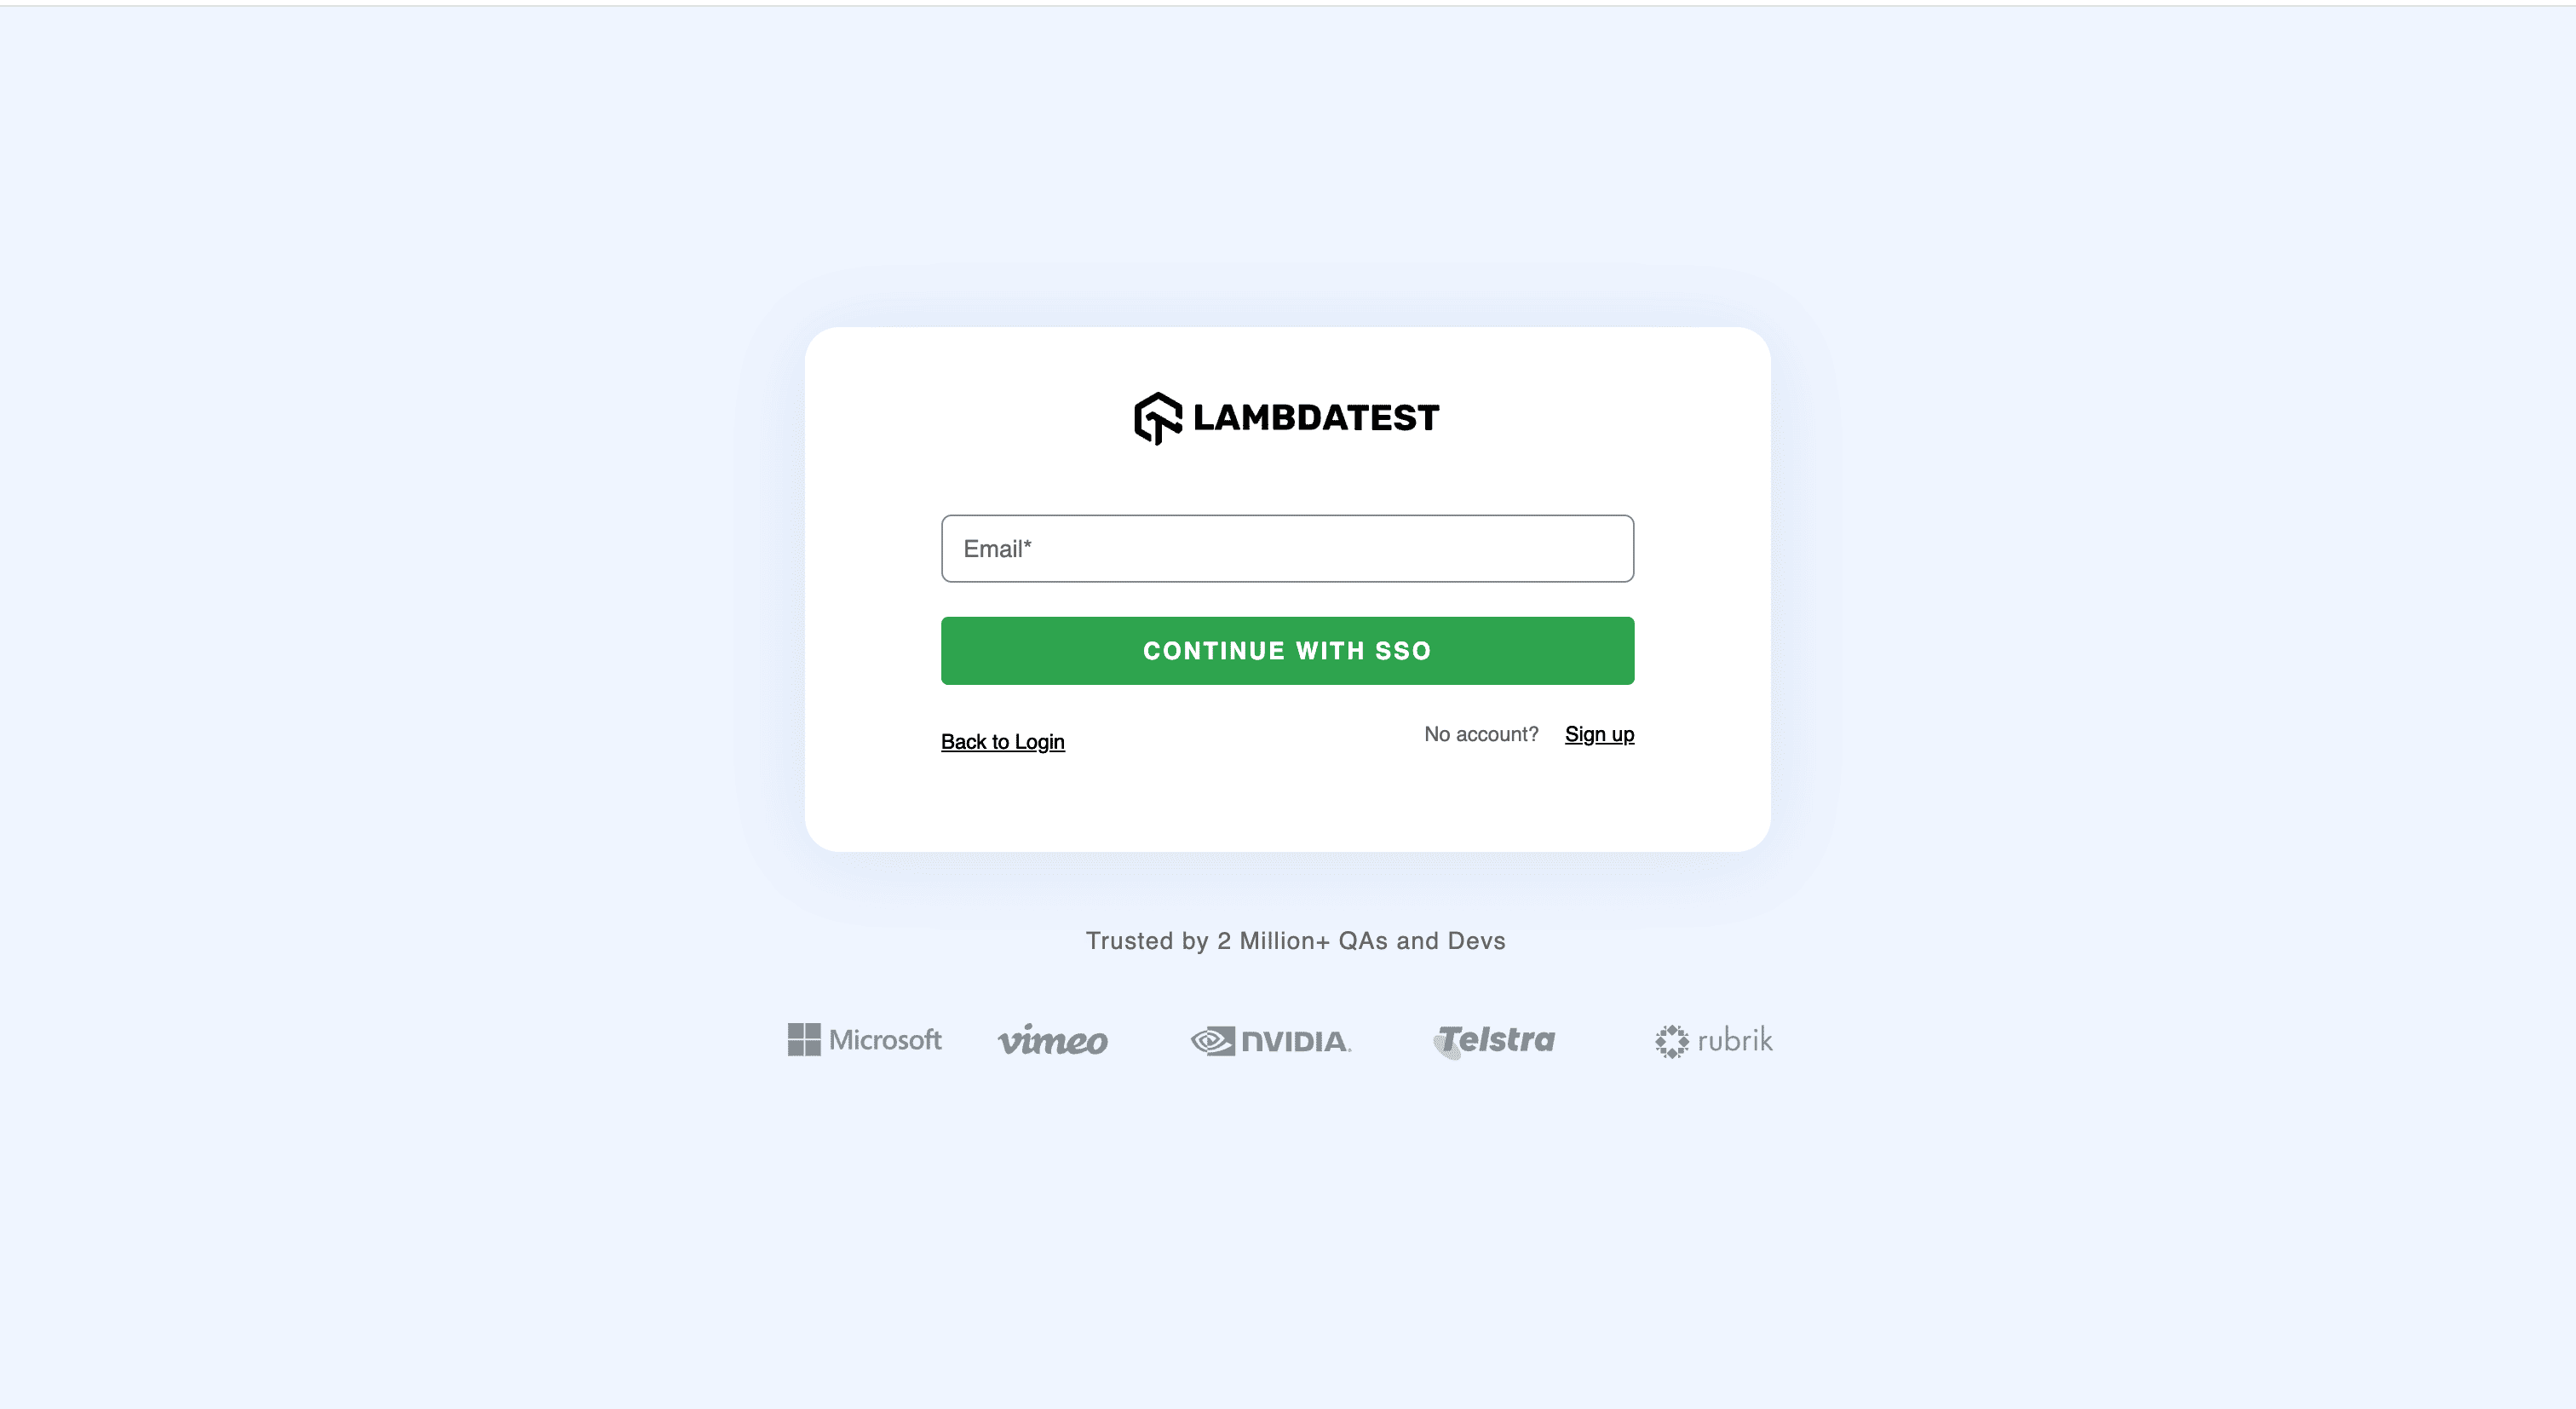 LAMBDATEST
Email*
CONTINUE WITH SSO
Back to Login
No account? Sign up
Trusted by 2 Million+ QAs and Devs
Microsoft vimeo NVIDIA. Telstra rubrik